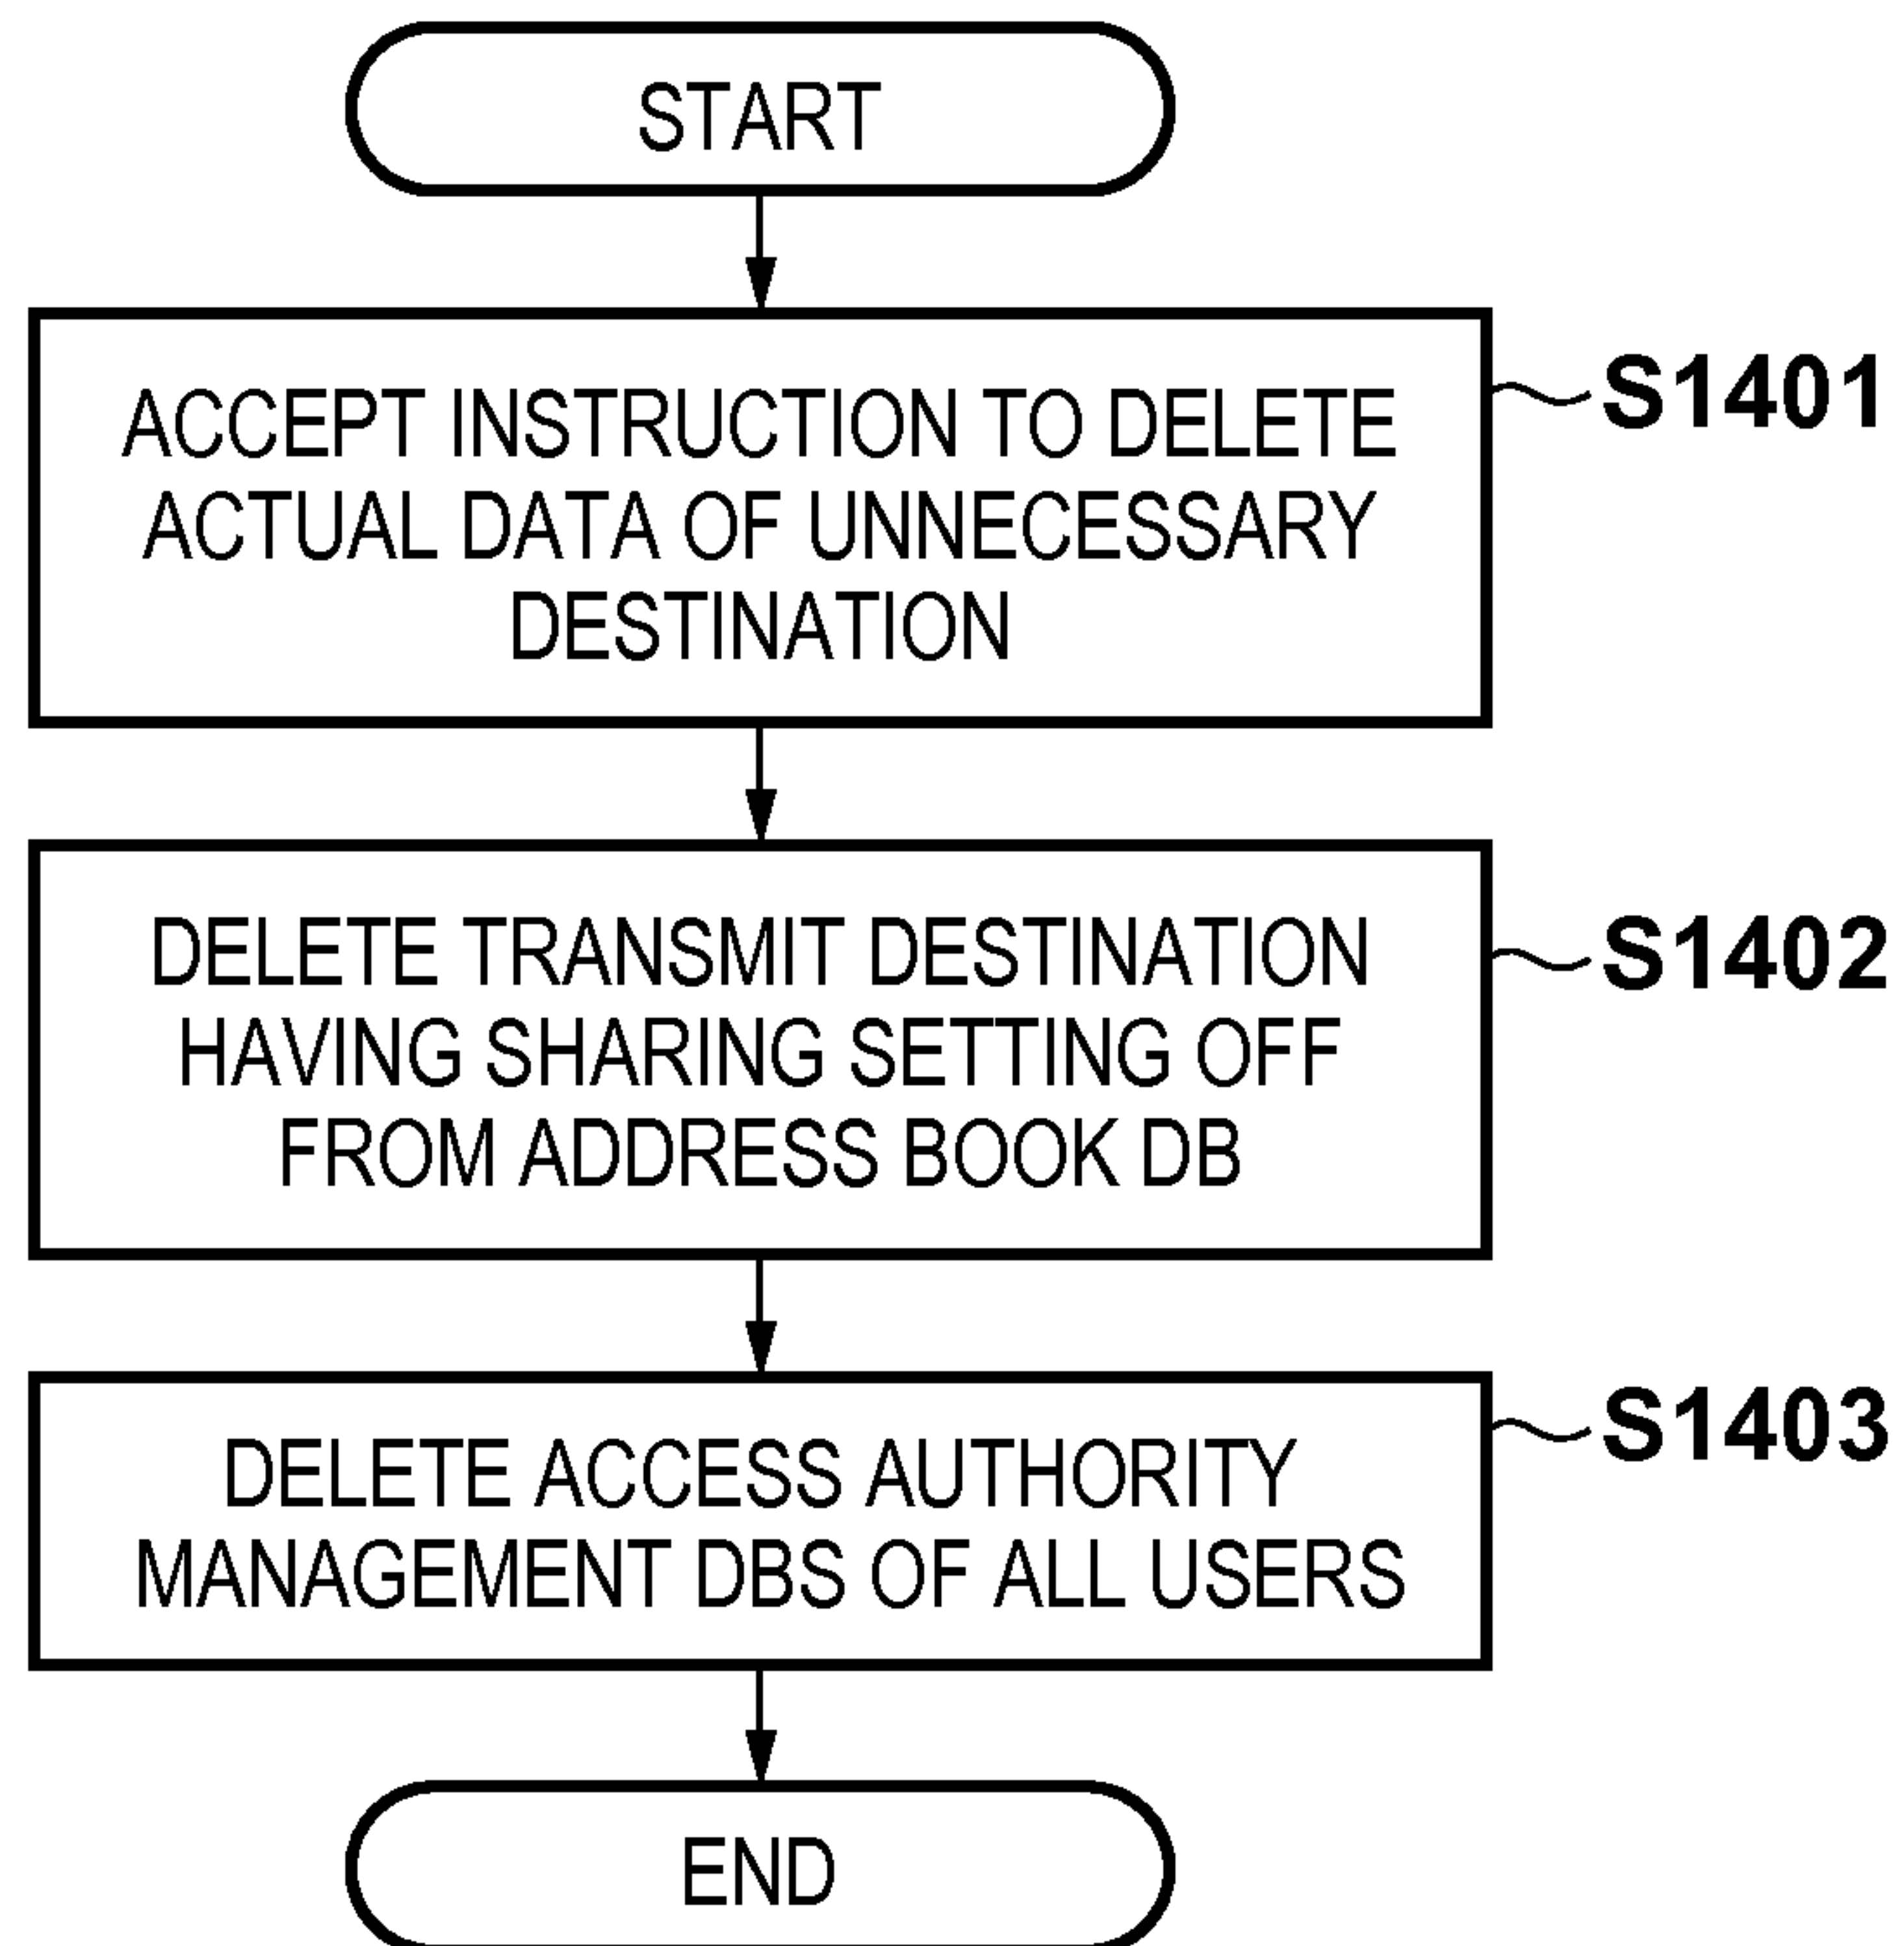 START
ACCEPT INSTRUCTION TO DELETE
ACTUAL DATA OF UNNECESSARY
DESTINATION
S1401
DELETE TRANSMIT DESTINATION
HAVING SHARING SETTING OFF
FROM ADDRESS BOOK DB
S1402
DELETE ACCESS AUTHORITY
MANAGEMENT DBS OF ALL USERS
S1403
END